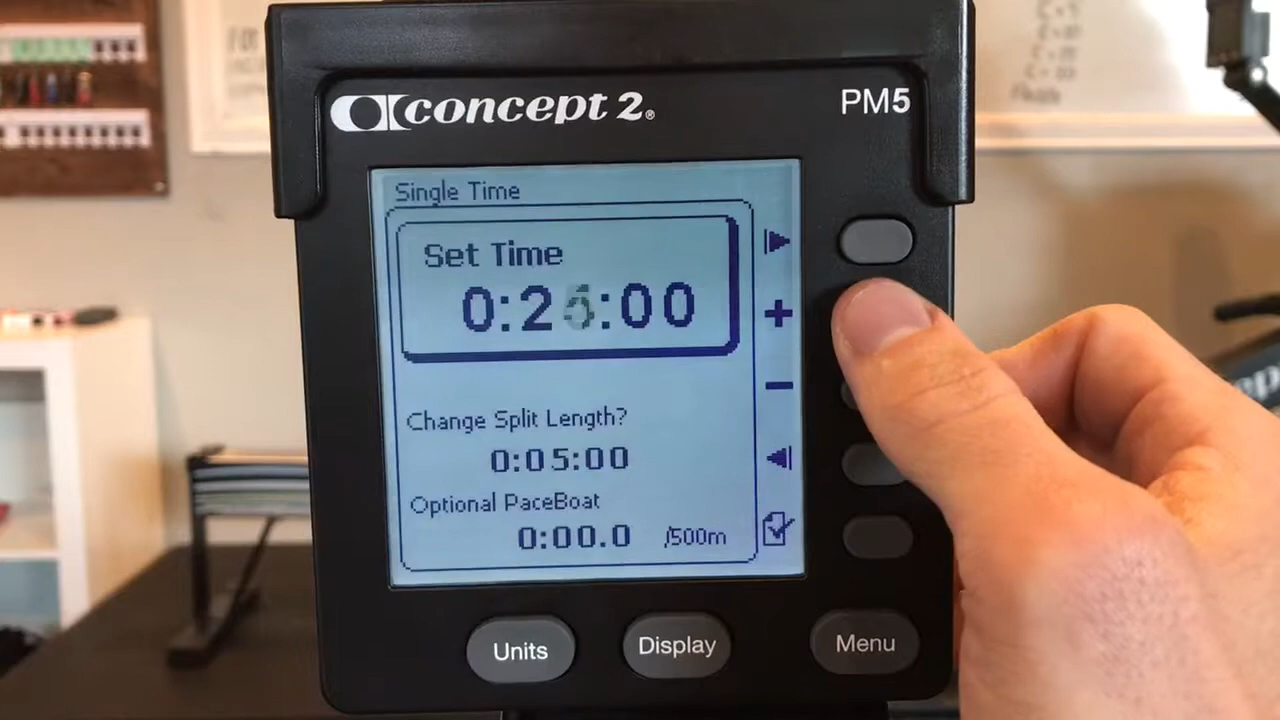 concept 2®
PM5
Single Time
Set Time
0:25:00
Change Split Length?
0:05:00
Optional PaceBoat
0:00.0 /500m
Units
Display
Menu